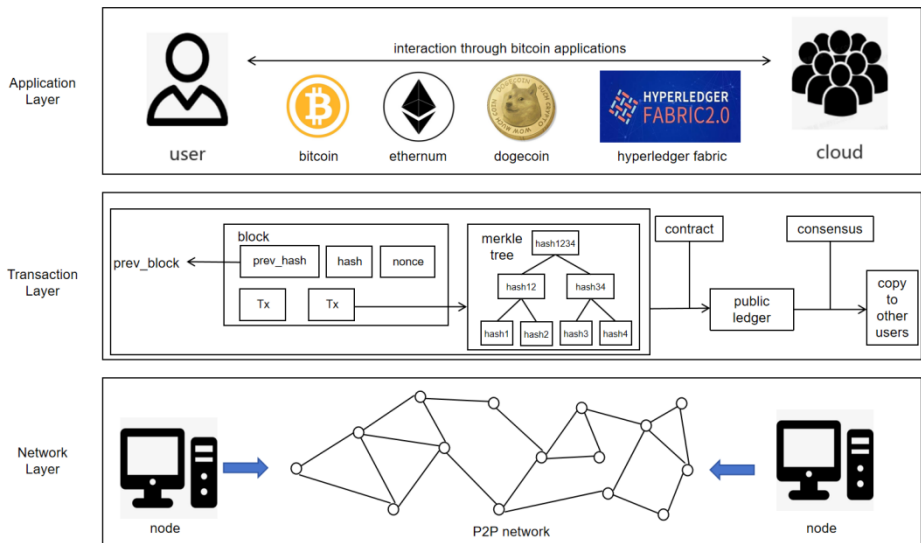 Application
Layer
interaction through bitcoin applications
HYPERLEDGER
FABRIC2.0
user
bitcoin
ethernum
dogecoin
hyperledger fabric
cloud
Transaction
Layer
prev_block
block
prev_hash
hash
nonce
Tx
Tx
merkle
tree
hash1234
hash12
hash34
hash1
hash2
hash3
hash4
contract
public
ledger
consensus
copy
to
other
users
Network
Layer
node
P2P network
node